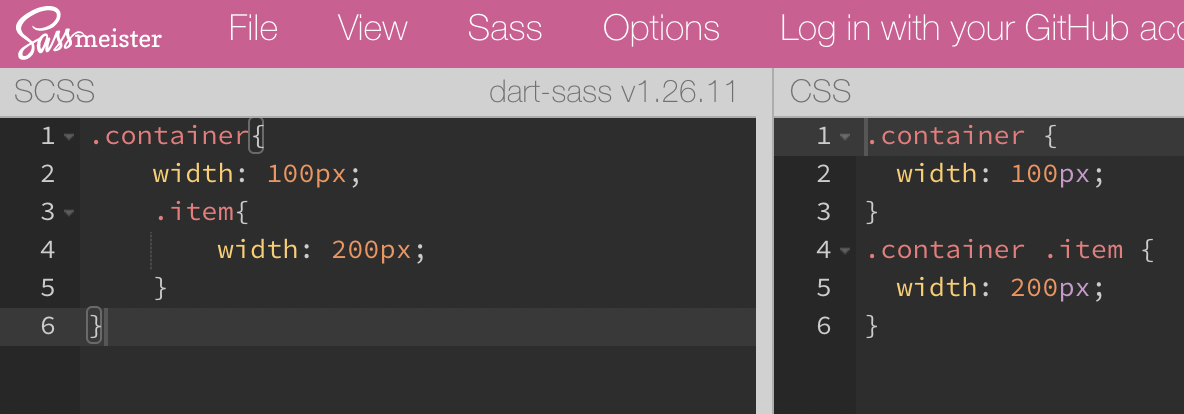 Sassmeister File View Sass Options Log in with your GitHub acc
SCSS dart-sass v1.26.11
1 .container{
2 width: 100px;
3 .item{
4 width: 200px;
5 }
6 }
CSS
1 .container {
2 width: 100px;
3 }
4 .container .item {
5 width: 200px;
6 }